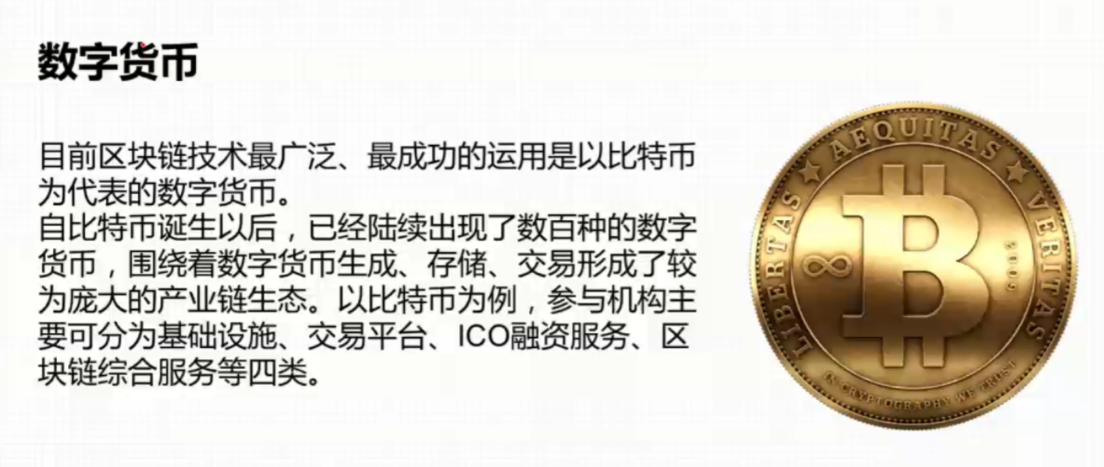 数字货币
目前区块链技术最广泛、最成功的运用是以比特币
为代表的数字货币。
自比特币诞生以后，已经陆续出现了数百种的数字
货币，围绕着数字货币生成、存储、交易形成了较
为庞大的产业链生态。以比特币为例，参与机构主
要可分为基础设施、交易平台、ICO融资服务、区
块链综合服务等四类。
LIBERTAS ★ AEQUITAS ★ VERITAS
2009
IN CRYPTOGRAPHY WE TRUST